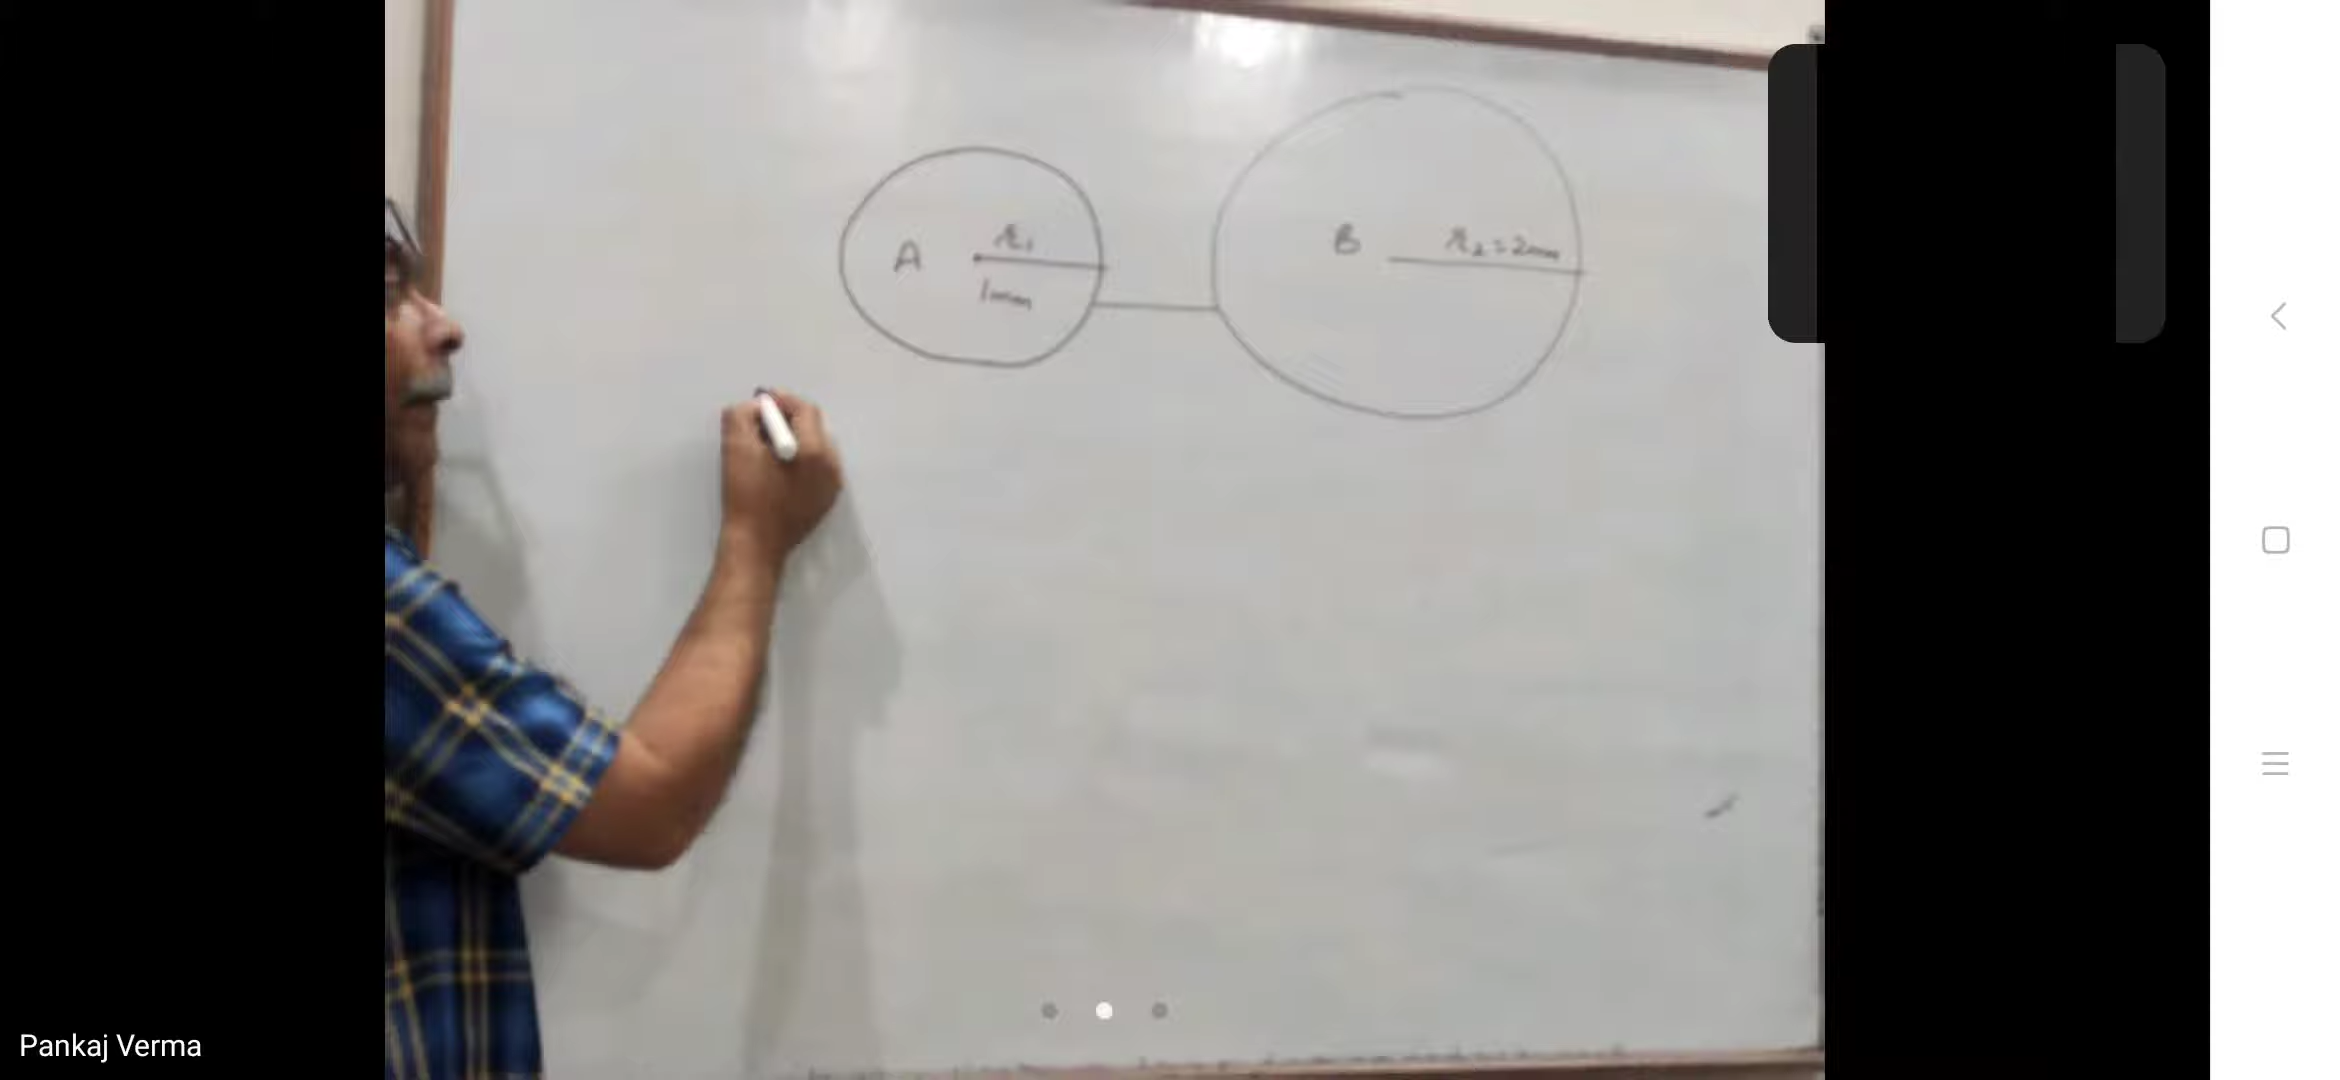 A
r₁
1mm
B
r₂ = 2mm
Pankaj Verma